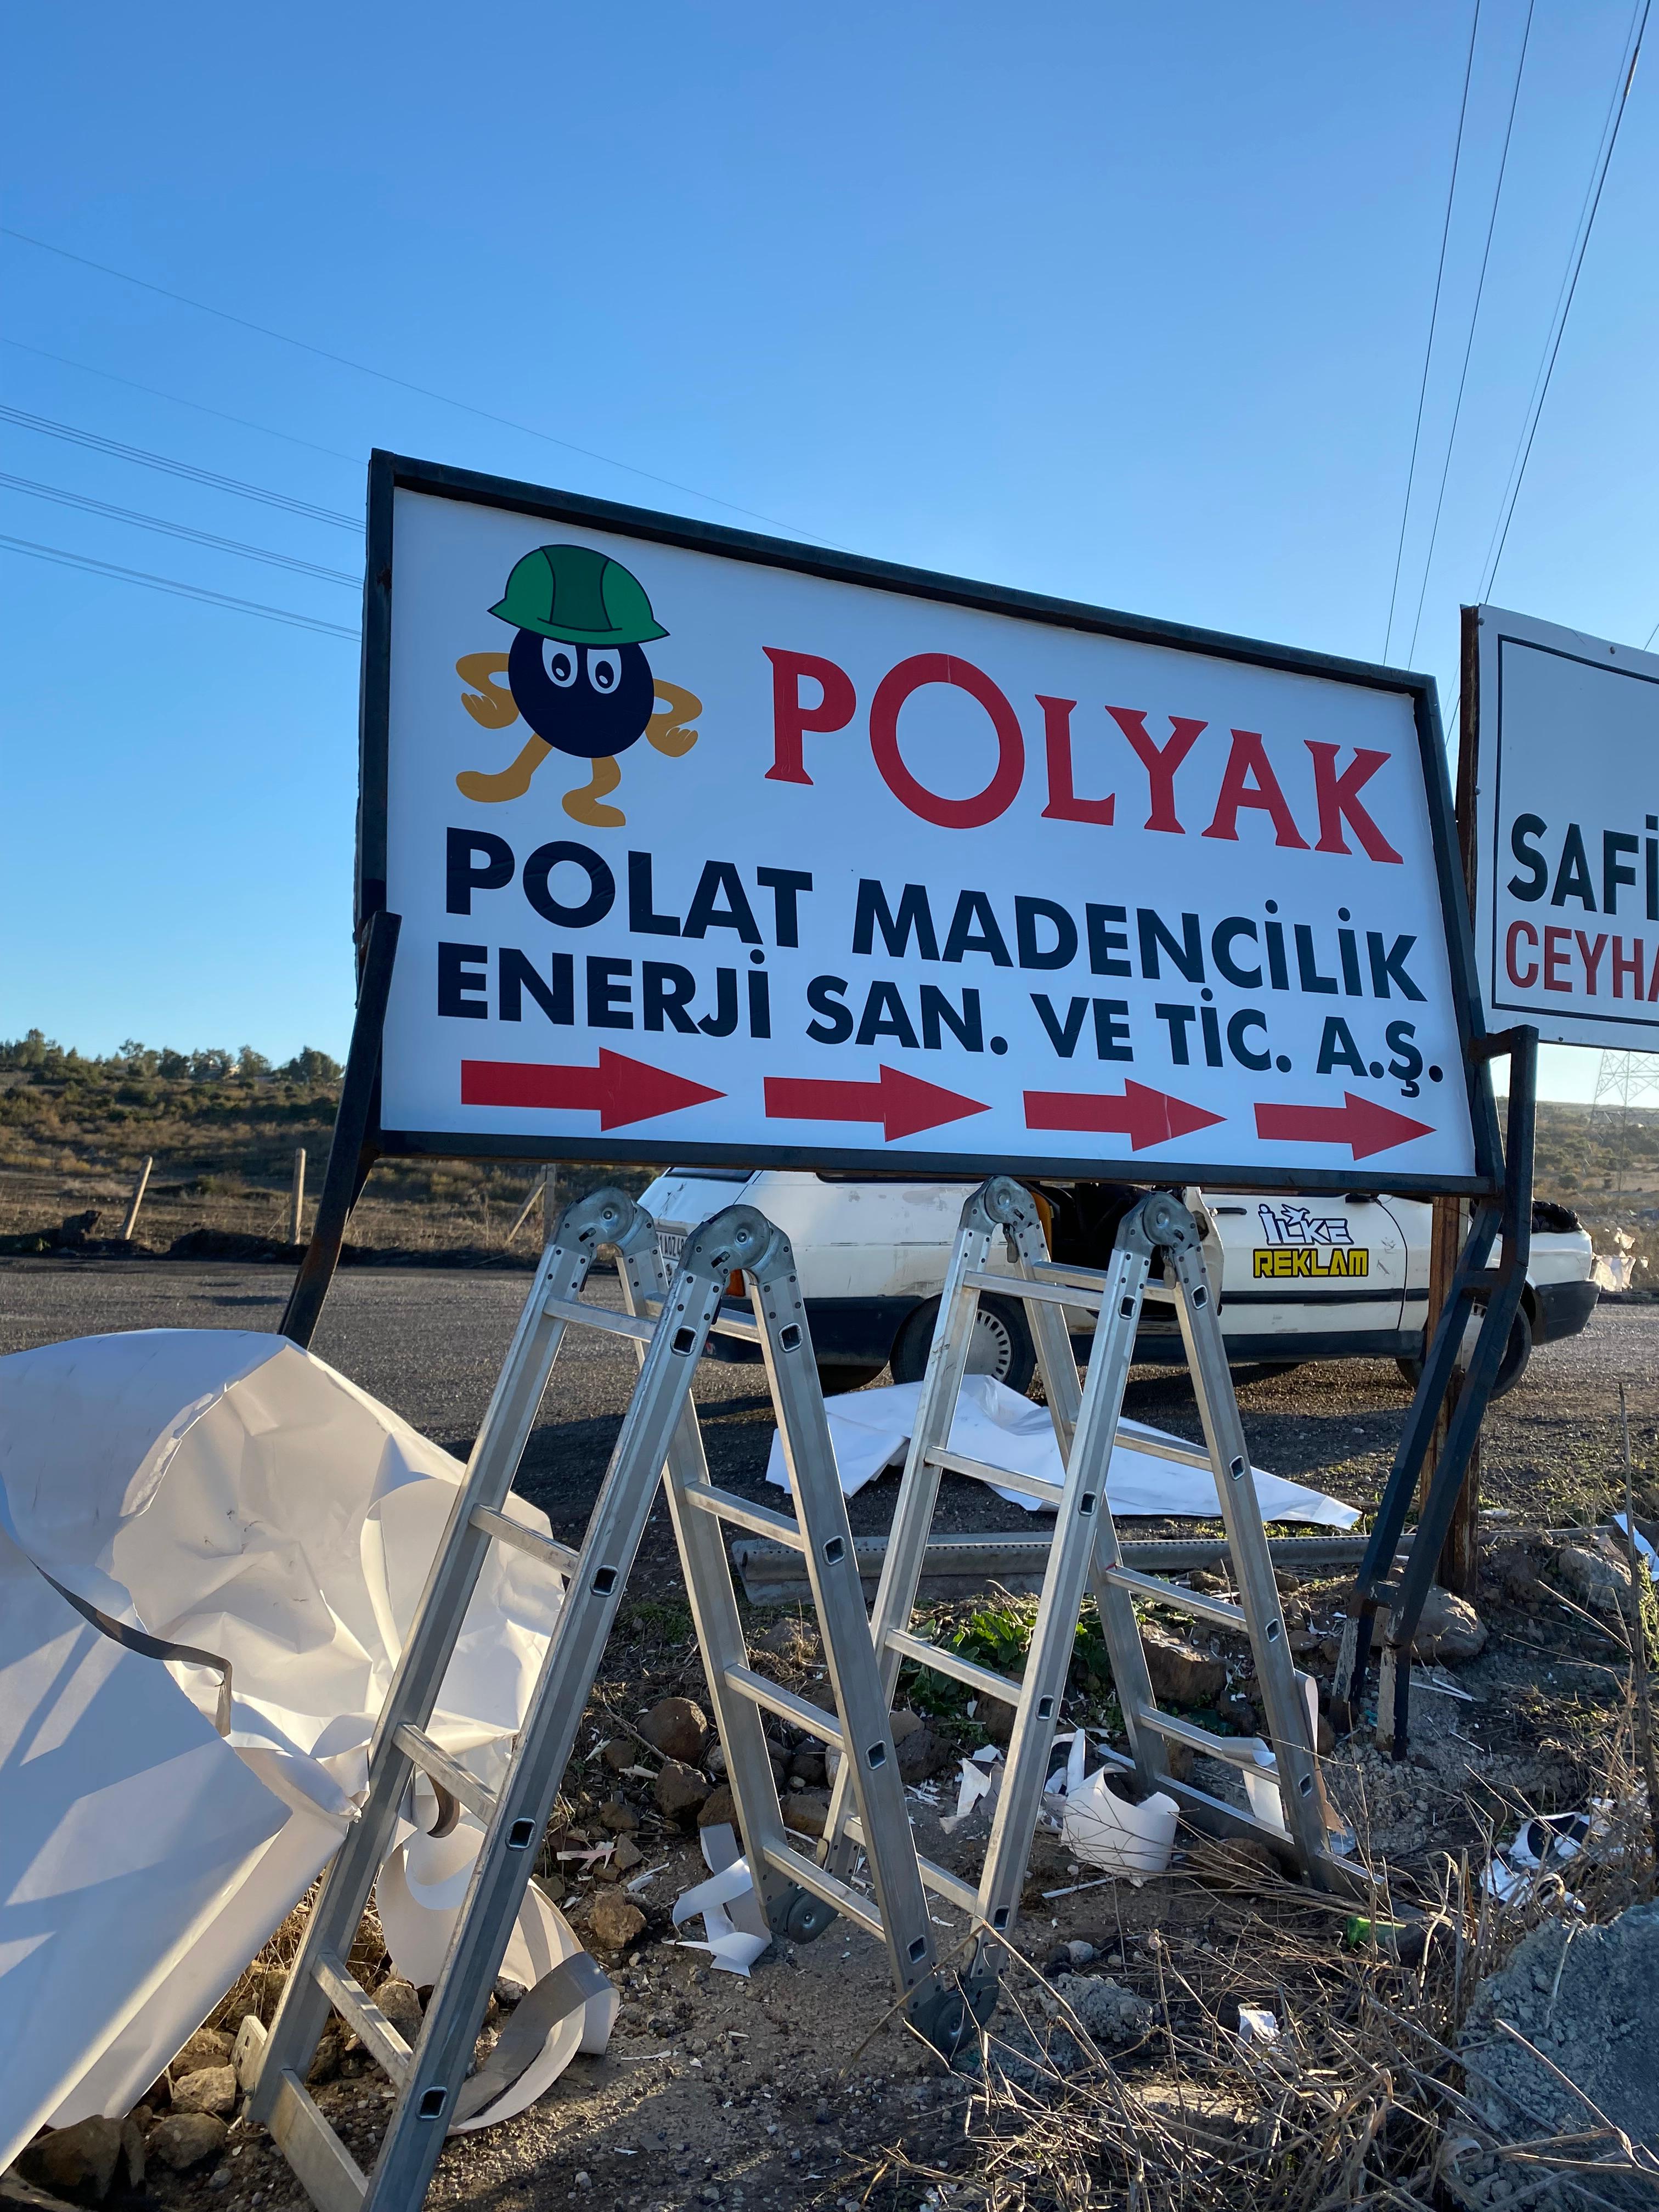 POLYAK
POLAT MADENCİLİK
ENERJİ SAN. VE TİC. A.Ş.
SAFİ
CEYHA
İLKE
REKLAM